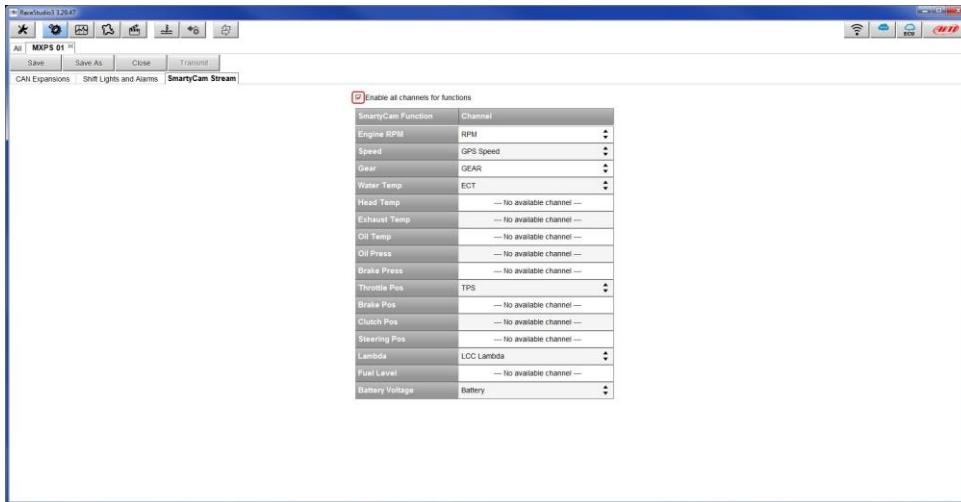 RaceStudio3 3.29.47
ECU
AiM
All MXPS 01
Save Save As Close Transmit
CAN Expansions Shift Lights and Alarms SmartyCam Stream
Enable all channels for functions
SmartyCam Function Channel
Engine RPM RPM
Speed GPS Speed
Gear GEAR
Water Temp ECT
Head Temp --- No available channel ---
Exhaust Temp --- No available channel ---
Oil Temp --- No available channel ---
Oil Press --- No available channel ---
Brake Press --- No available channel ---
Throttle Pos TPS
Brake Pos --- No available channel ---
Clutch Pos --- No available channel ---
Steering Pos --- No available channel ---
Lambda LCC Lambda
Fuel Level --- No available channel ---
Battery Voltage Battery